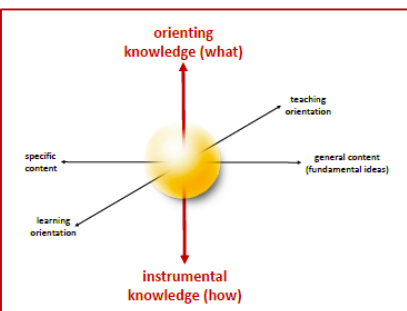 orienting
knowledge (what)
teaching
orientation
specific
content
general content
(fundamental ideas)
learning
orientation
instrumental
knowledge (how)